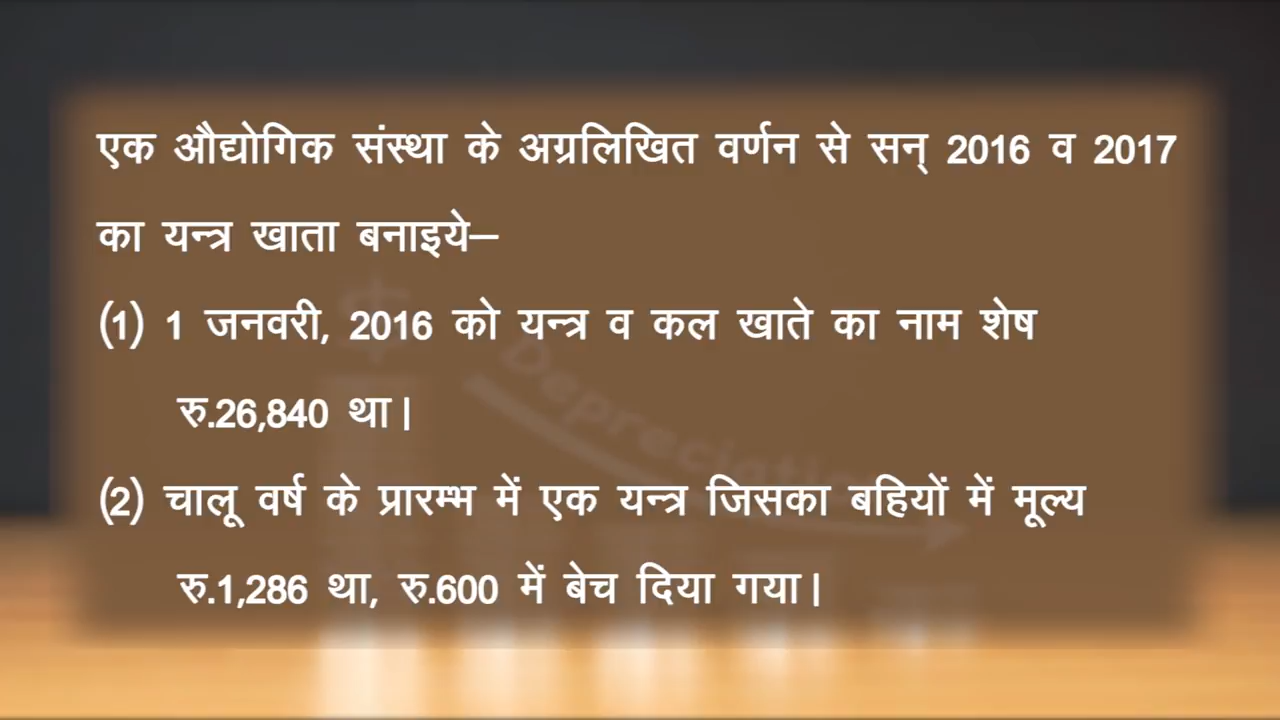 एक औद्योगिक संस्था के अग्रलिखित वर्णन से सन् 2016 व 2017
का यन्त्र खाता बनाइये–
(1) 1 जनवरी, 2016 को यन्त्र व कल खाते का नाम शेष
रु.26,840 था।
(2) चालू वर्ष के प्रारम्भ में एक यन्त्र जिसका बहियों में मूल्य
रु.1,286 था, रु.600 में बेच दिया गया।
Depreciation